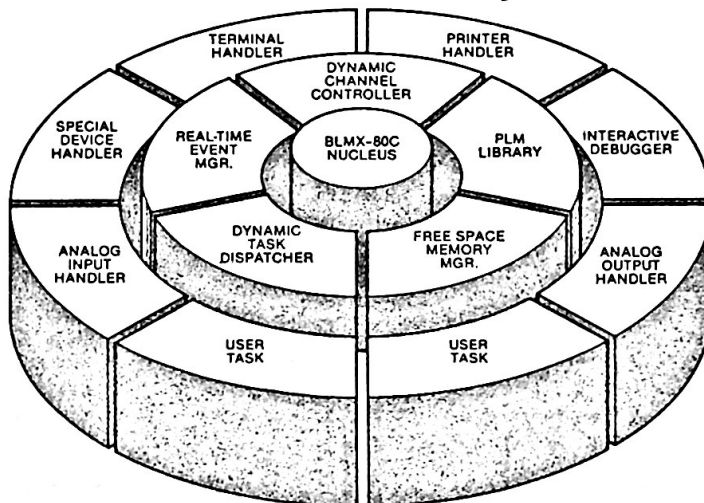 TERMINAL
HANDLER
PRINTER
HANDLER
DYNAMIC
CHANNEL
CONTROLLER
SPECIAL
DEVICE
HANDLER
REAL-TIME
EVENT
MGR.
BLMX-80C
NUCLEUS
PLM
LIBRARY
INTERACTIVE
DEBUGGER
ANALOG
INPUT
HANDLER
DYNAMIC
TASK
DISPATCHER
FREE SPACE
MEMORY
MGR.
ANALOG
OUTPUT
HANDLER
USER
TASK
USER
TASK